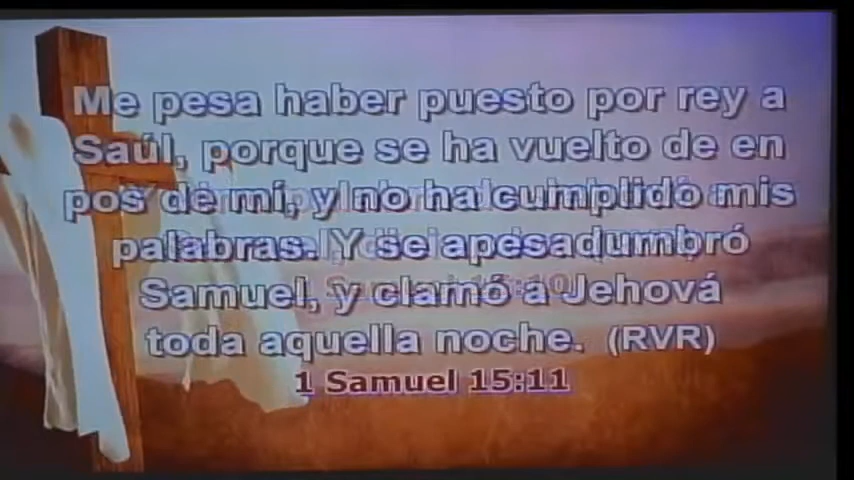 Me pesa haber puesto por rey a
Saúl, porque se ha vuelto de en
pos de mí, y no ha cumplido mis
palabras. Y se apesadumbró
Samuel, y clamó a Jehová
toda aquella noche. (RVR)
1 Samuel 15:11